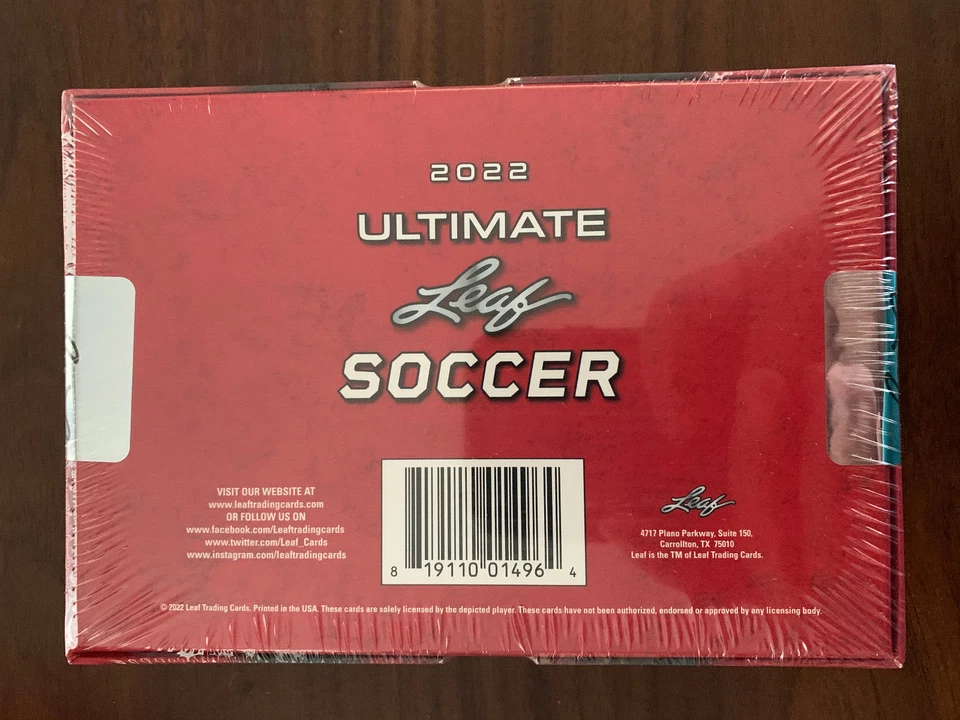 2022
ULTIMATE
Leaf
SOCCER
VISIT OUR WEBSITE AT
www.leaftradingcards.com
OR FOLLOW US ON
www.facebook.com/Leaftradingcards
www.twitter.com/Leaf_Cards
www.instagram.com/leaftradingcards
8 19110 01496 4
Leaf
4717 Plano Parkway, Suite 150,
Carrollton, TX 75010
Leaf is the TM of Leaf Trading Cards.
© 2022 Leaf Trading Cards. Printed in the USA. These cards are solely licensed by the depicted player. These cards have not been authorized, endorsed or approved by any licensing body.